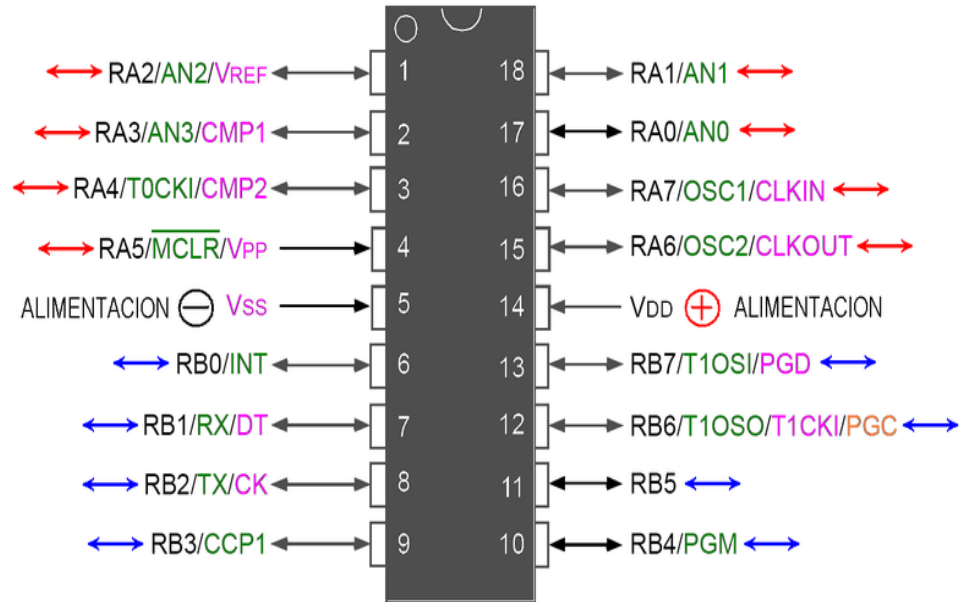 RA2/AN2/VREF 1 18 RA1/AN1
RA3/AN3/CMP1 2 17 RA0/AN0
RA4/T0CKI/CMP2 3 16 RA7/OSC1/CLKIN
RA5/MCLR/VPP 4 15 RA6/OSC2/CLKOUT
ALIMENTACION − VSS 5 14 VDD + ALIMENTACION
RB0/INT 6 13 RB7/T1OSI/PGD
RB1/RX/DT 7 12 RB6/T1OSO/T1CKI/PGC
RB2/TX/CK 8 11 RB5
RB3/CCP1 9 10 RB4/PGM